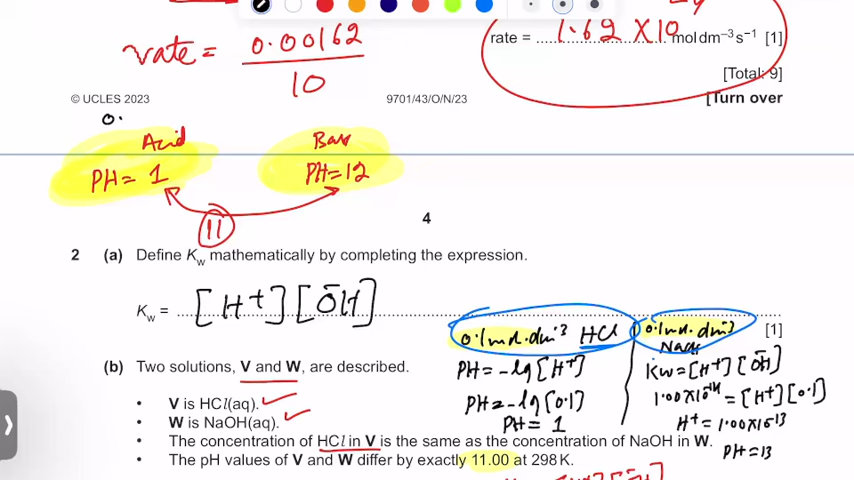 rate = 0.00162
10
rate = 1.62 X 10 mol dm⁻³ s⁻¹ [1]
[Total: 9]
© UCLES 2023
9701/43/O/N/23
[Turn over
0.
Acid
PH = 1
Base
PH = 12
11
4
2 (a) Define Kw mathematically by completing the expression.
Kw = [H+][OH̄]
[1]
0.1 mol.dm⁻³ HCl
PH = -lg[H+]
PH = -lg[0.1]
PH = 1
0.1 mol.dm⁻³
NaOH
Kw = [H+][OH̄]
1.00X10⁻¹⁴ = [H+][0.1]
H+ = 1.00X10⁻¹³
PH = 13
(b) Two solutions, V and W, are described.
• V is HCl(aq).
• W is NaOH(aq).
• The concentration of HCl in V is the same as the concentration of NaOH in W.
• The pH values of V and W differ by exactly 11.00 at 298 K.